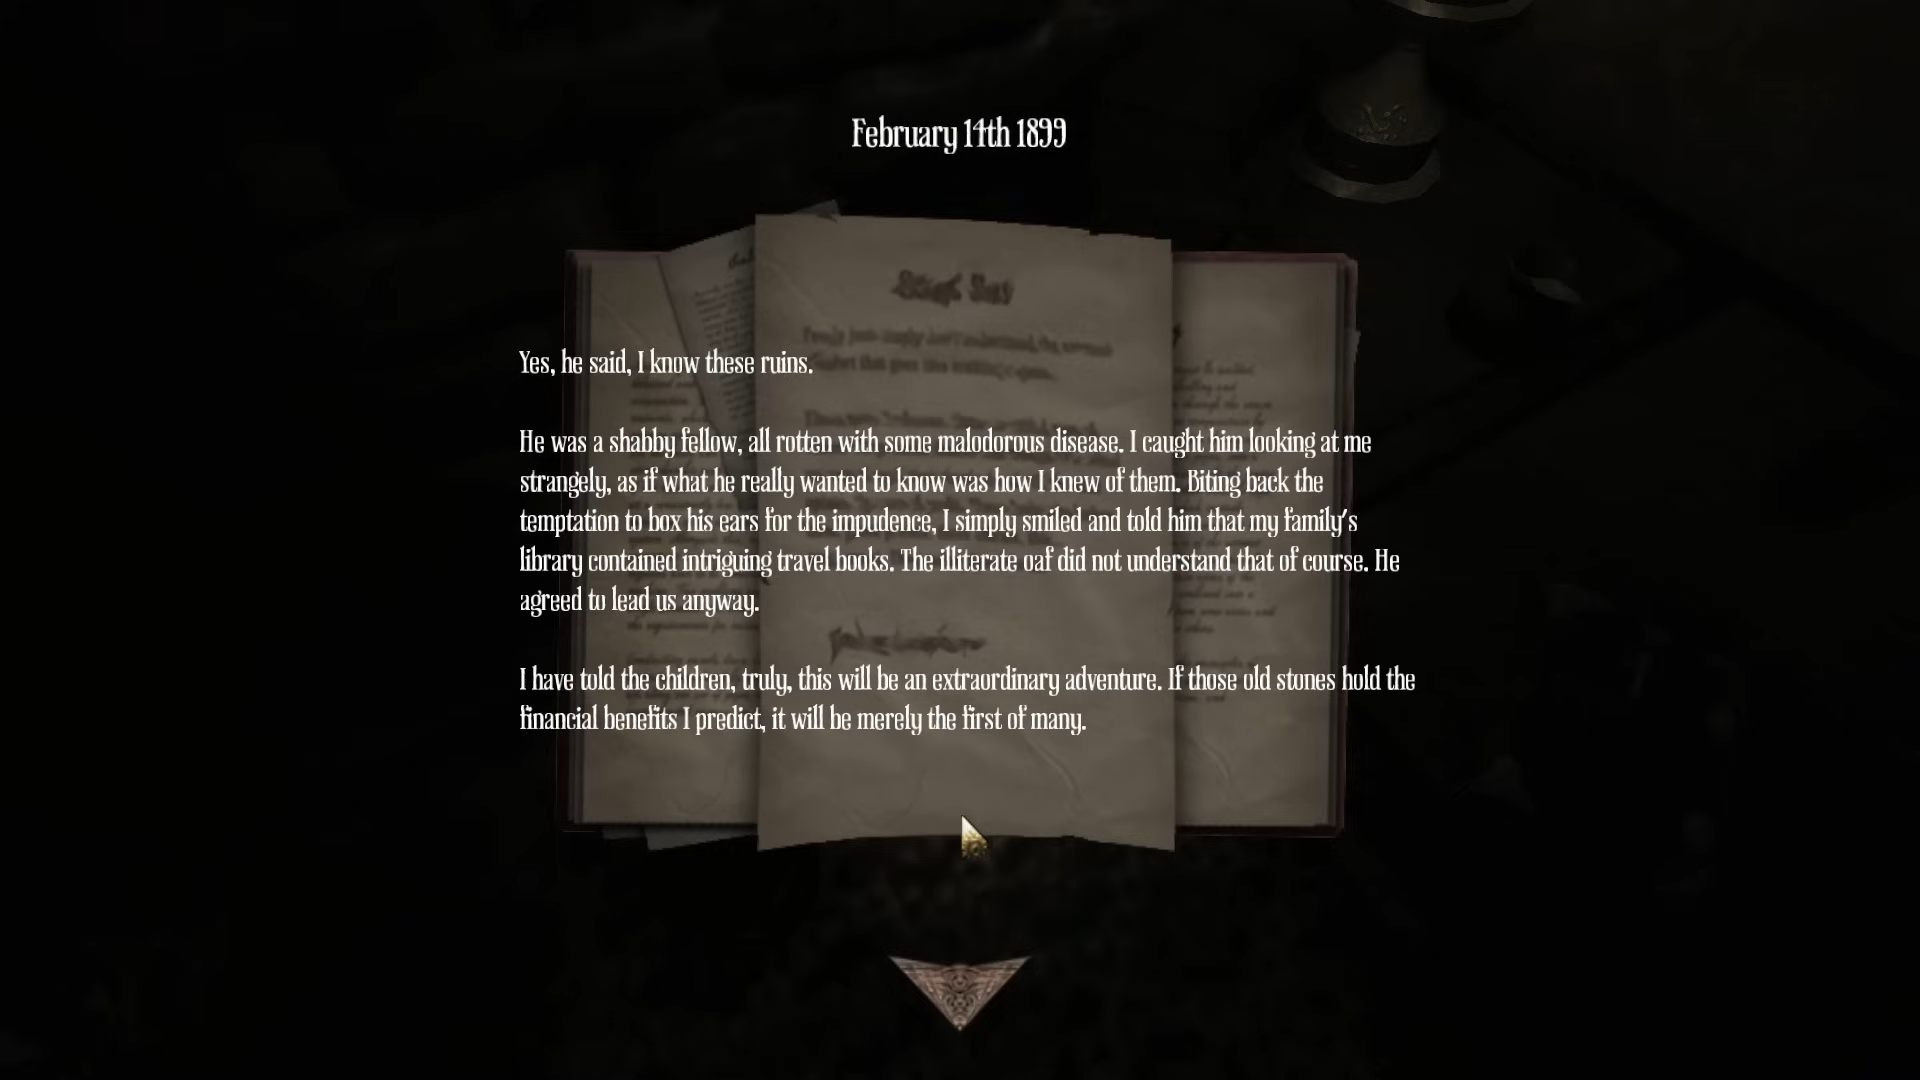 February 14th 1899
Yes, he said, I know these ruins.
He was a shabby fellow, all rotten with some malodorous disease. I caught him looking at me
strangely, as if what he really wanted to know was how I knew of them. Biting back the
temptation to box his ears for the impudence, I simply smiled and told him that my family's
library contained intriguing travel books. The illiterate oaf did not understand that of course. He
agreed to lead us anyway.
I have told the children, truly, this will be an extraordinary adventure. If those old stones hold the
financial benefits I predict, it will be merely the first of many.